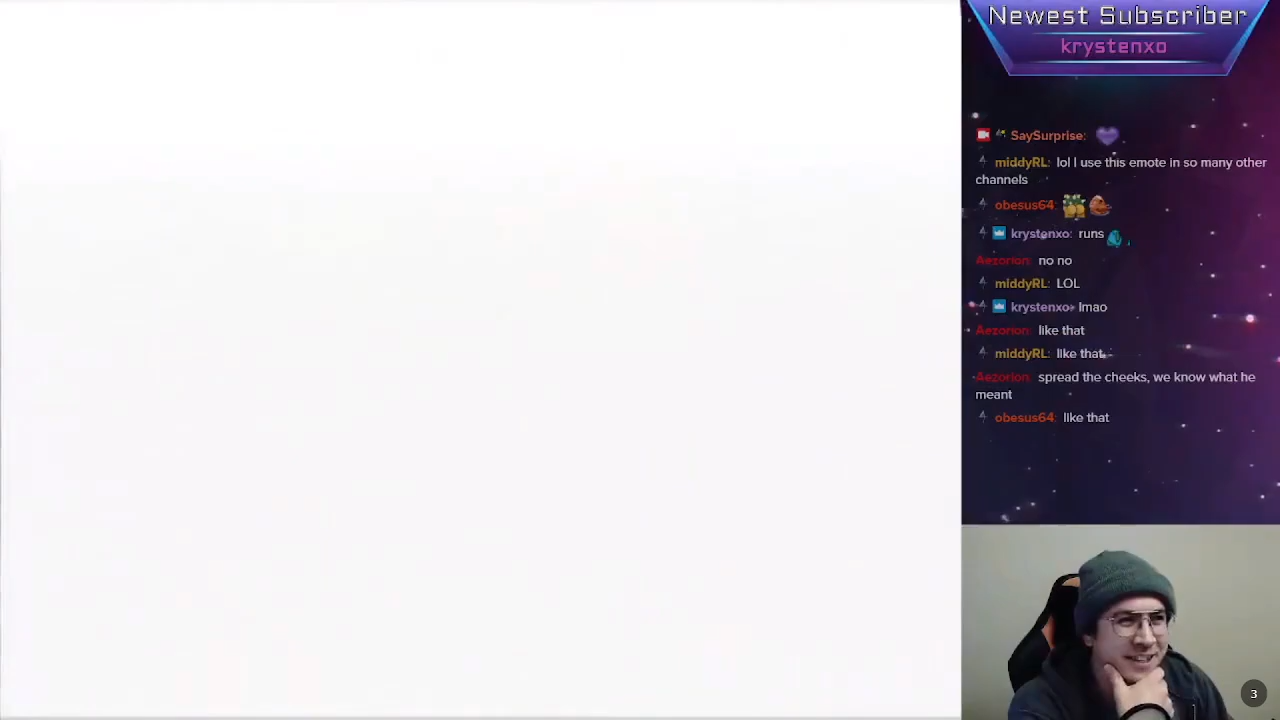 Newest Subscriber
krystenxo
SaySurprise:
middyRL: lol I use this emote in so many other
channels
obesus64:
krystenxo: runs
Aezorion: no no
middyRL: LOL
krystenxo: lmao
Aezorion: like that
middyRL: like that
Aezorion: spread the cheeks, we know what he
meant
obesus64: like that
3